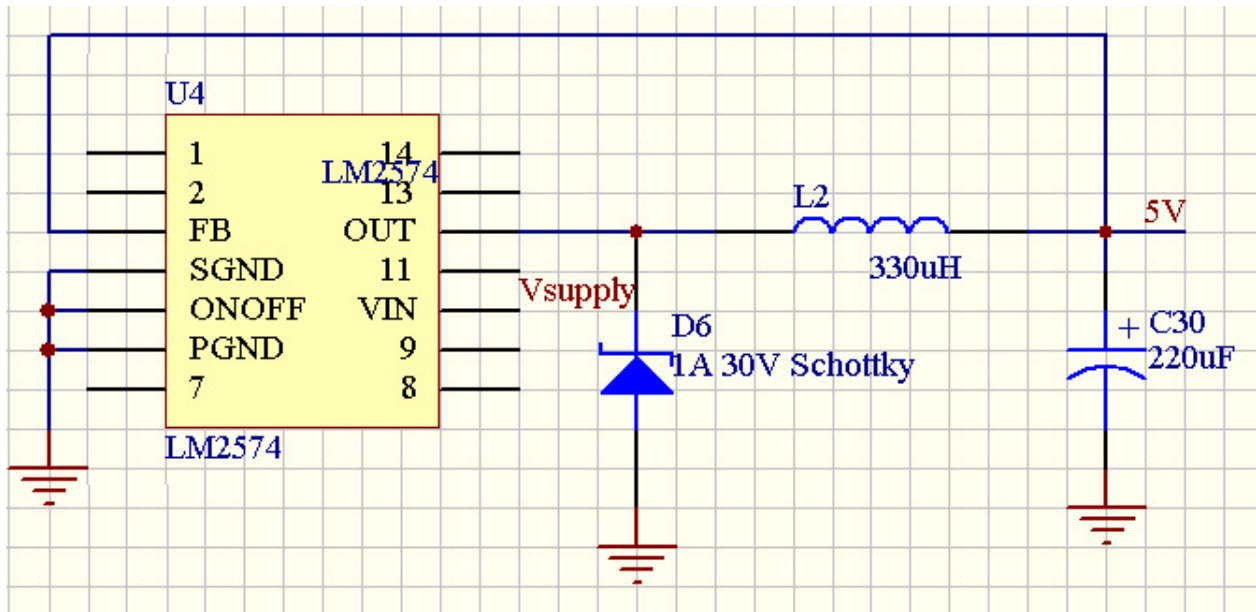 U4
1
14
LM2574
2
13
FB
OUT
5V
L2
SGND
11
330uH
Vsupply
ONOFF
VIN
D6
+ C30
PGND
9
1A 30V Schottky
220uF
7
8
LM2574